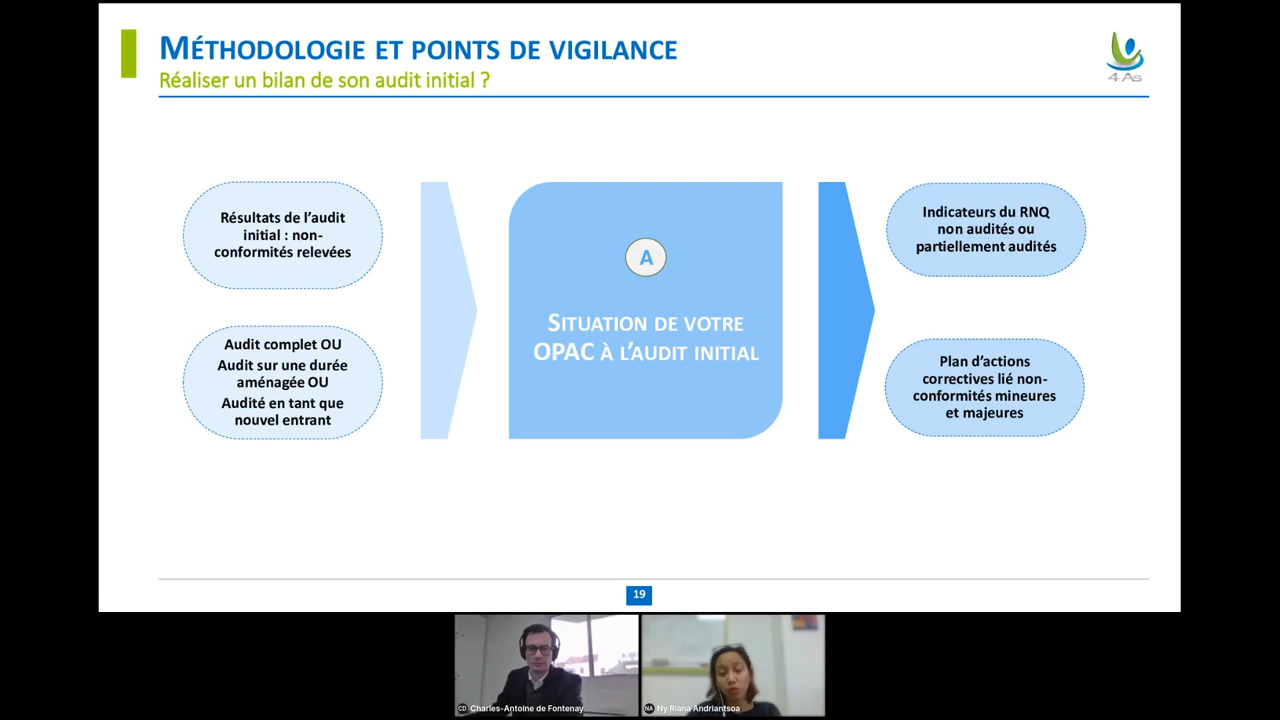 MÉTHODOLOGIE ET POINTS DE VIGILANCE
Réaliser un bilan de son audit initial ?
4 As
Résultats de l'audit
initial : non-
conformités relevées
Audit complet OU
Audit sur une durée
aménagée OU
Audité en tant que
nouvel entrant
A
SITUATION DE VOTRE
OPAC À L'AUDIT INITIAL
Indicateurs du RNQ
non audités ou
partiellement audités
Plan d'actions
correctives lié non-
conformités mineures
et majeures
19
CD Charles-Antoine de Fontenay
NA Ny Riana Andriantsoa